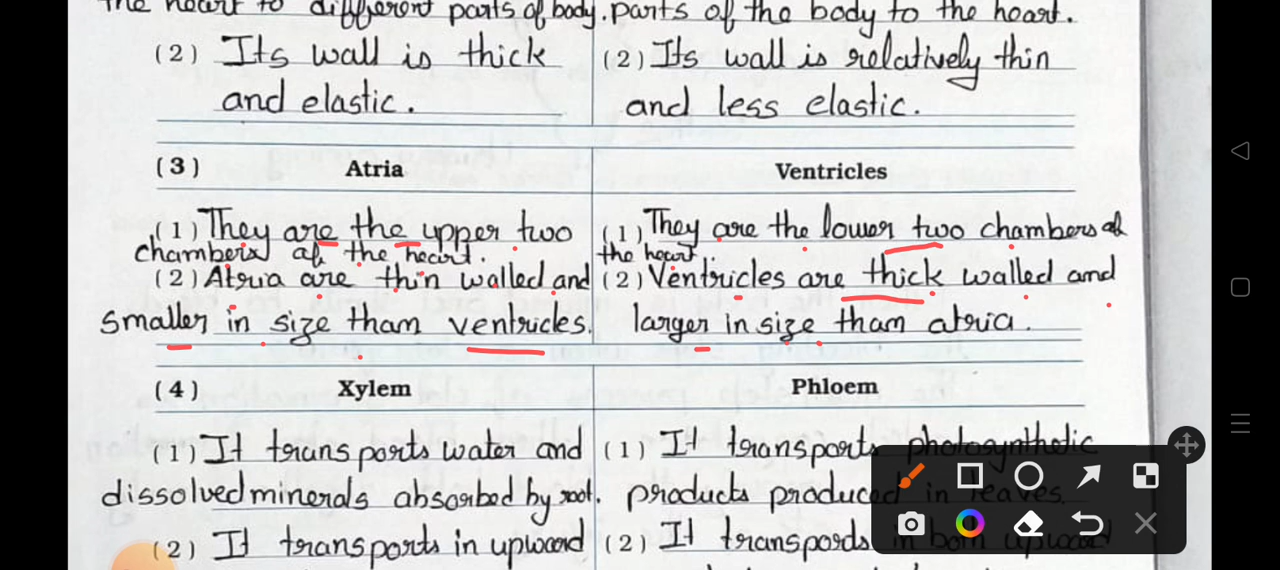 the heart to different parts of body. parts of the body to the heart.
(2) Its wall is thick (2) Its wall is relatively thin
and elastic. and less elastic.
(3) Atria Ventricles
(1) They are the upper two (1) They are the lower two chambers of
chambers of the heart. the heart
(2) Atria are thin walled and (2) Ventricles are thick walled and
smaller in size than ventricles. larger in size than atria.
(4) Xylem Phloem
(1) It transports water and (1) It transports photosynthetic
dissolved minerals absorbed by root. products produced in leaves.
(2) It transports in upward (2) It transports in both upward